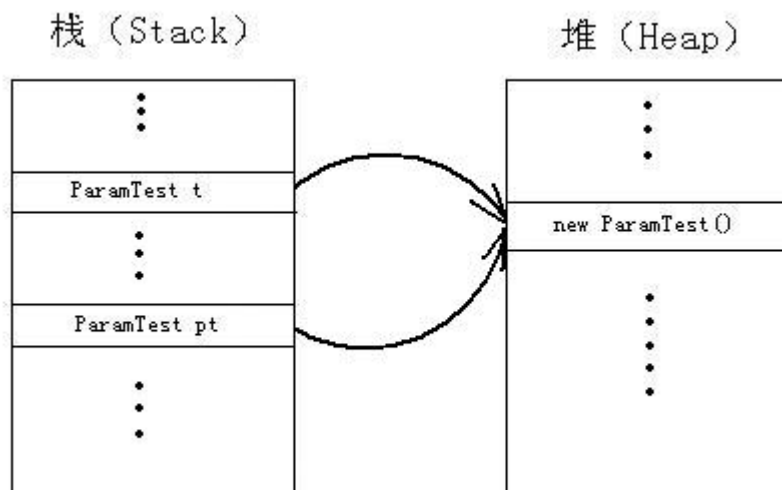 栈（Stack）
堆（Heap）
ParamTest t
new ParamTest()
ParamTest pt